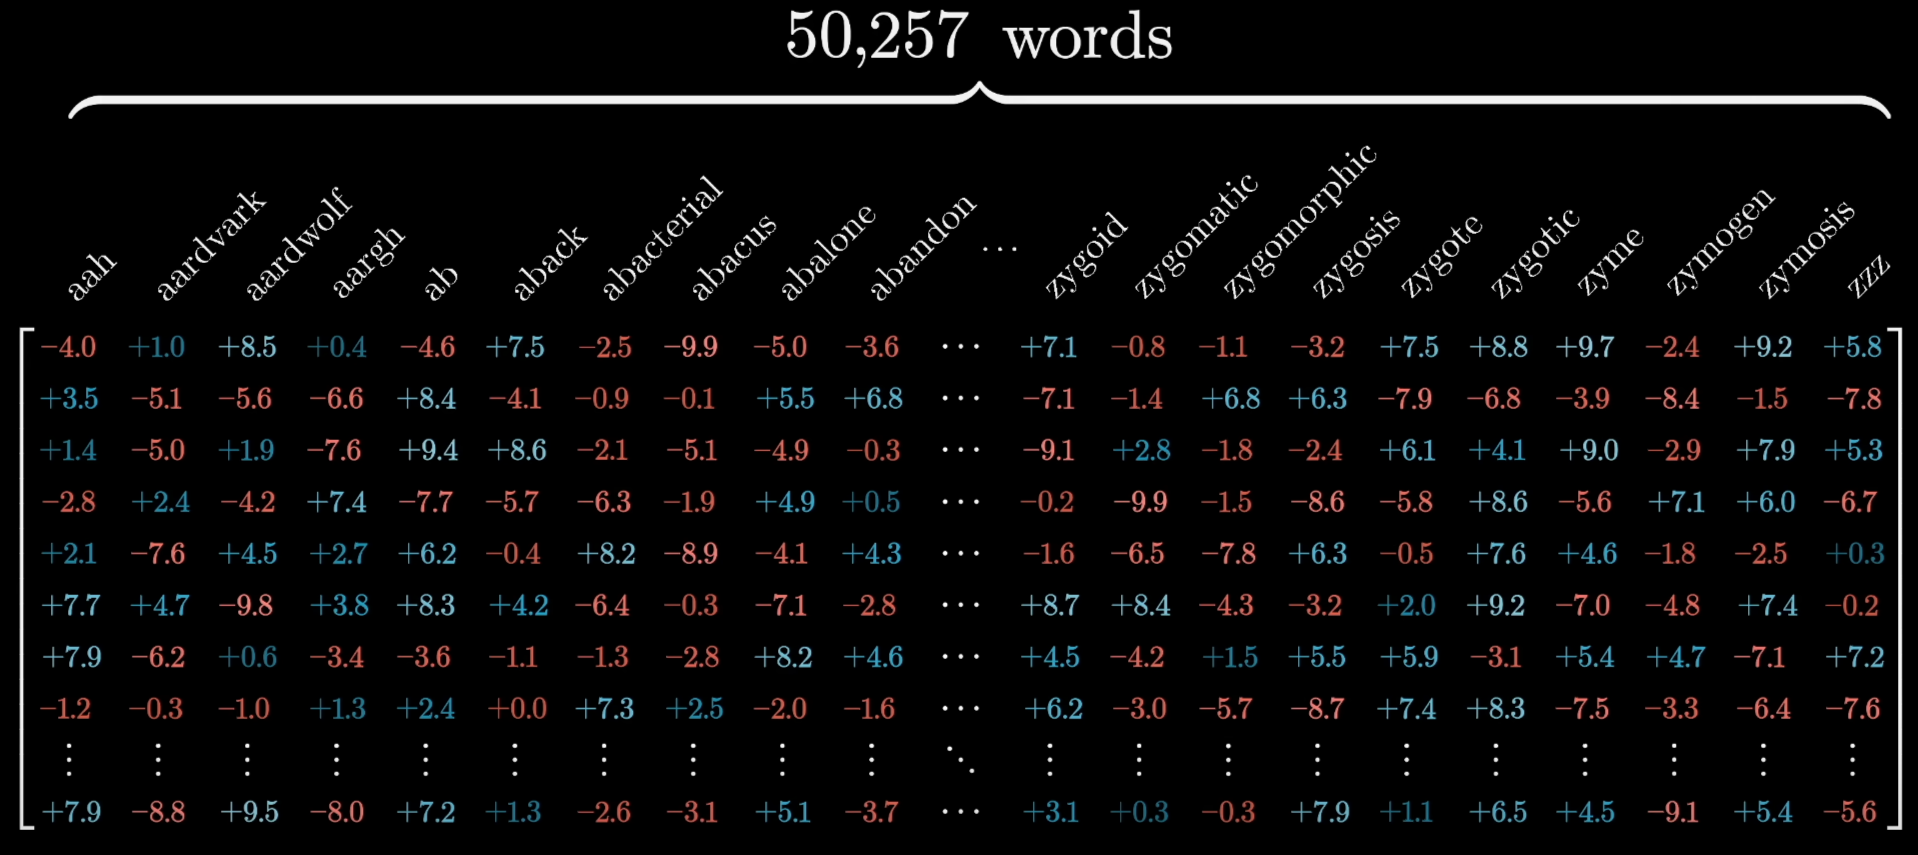 50,257 words
aah aardvark aardwolf aargh ab aback abacterial abacus abalone abandon ⋯ zygoid zygomatic zygomorphic zygosis zygote zygotic zyme zymogen zymosis zzz
−4.0 +1.0 +8.5 +0.4 −4.6 +7.5 −2.5 −9.9 −5.0 −3.6 ⋯ +7.1 −0.8 −1.1 −3.2 +7.5 +8.8 +9.7 −2.4 +9.2 +5.8
+3.5 −5.1 −5.6 −6.6 +8.4 −4.1 −0.9 −0.1 +5.5 +6.8 ⋯ −7.1 −1.4 +6.8 +6.3 −7.9 −6.8 −3.9 −8.4 −1.5 −7.8
+1.4 −5.0 +1.9 −7.6 +9.4 +8.6 −2.1 −5.1 −4.9 −0.3 ⋯ −9.1 +2.8 −1.8 −2.4 +6.1 +4.1 +9.0 −2.9 +7.9 +5.3
−2.8 +2.4 −4.2 +7.4 −7.7 −5.7 −6.3 −1.9 +4.9 +0.5 ⋯ −0.2 −9.9 −1.5 −8.6 −5.8 +8.6 −5.6 +7.1 +6.0 −6.7
+2.1 −7.6 +4.5 +2.7 +6.2 −0.4 +8.2 −8.9 −4.1 +4.3 ⋯ −1.6 −6.5 −7.8 +6.3 −0.5 +7.6 +4.6 −1.8 −2.5 +0.3
+7.7 +4.7 −9.8 +3.8 +8.3 +4.2 −6.4 −0.3 −7.1 −2.8 ⋯ +8.7 +8.4 −4.3 −3.2 +2.0 +9.2 −7.0 −4.8 +7.4 −0.2
+7.9 −6.2 +0.6 −3.4 −3.6 −1.1 −1.3 −2.8 +8.2 +4.6 ⋯ +4.5 −4.2 +1.5 +5.5 +5.9 −3.1 +5.4 +4.7 −7.1 +7.2
−1.2 −0.3 −1.0 +1.3 +2.4 +0.0 +7.3 +2.5 −2.0 −1.6 ⋯ +6.2 −3.0 −5.7 −8.7 +7.4 +8.3 −7.5 −3.3 −6.4 −7.6
⋮ ⋮ ⋮ ⋮ ⋮ ⋮ ⋮ ⋮ ⋮ ⋮ ⋱ ⋮ ⋮ ⋮ ⋮ ⋮ ⋮ ⋮ ⋮ ⋮ ⋮
+7.9 −8.8 +9.5 −8.0 +7.2 +1.3 −2.6 −3.1 +5.1 −3.7 ⋯ +3.1 +0.3 −0.3 +7.9 +1.1 +6.5 +4.5 −9.1 +5.4 −5.6